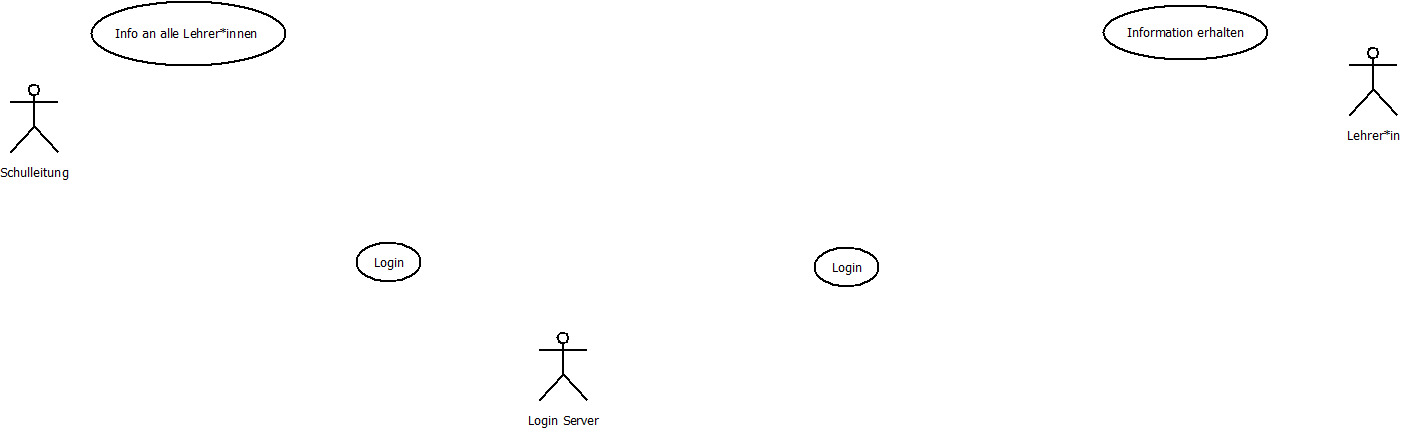 Info an alle Lehrer*innen
Information erhalten
Lehrer*in
Schulleitung
Login
Login
Login Server